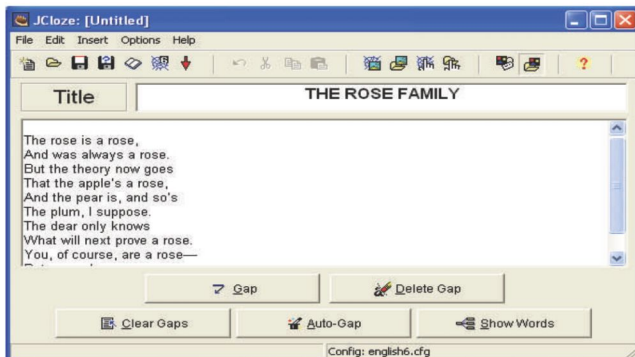 JCloze: [Untitled]
File Edit Insert Options Help
Title
THE ROSE FAMILY
The rose is a rose,
And was always a rose.
But the theory now goes
That the apple's a rose,
And the pear is, and so's
The plum, I suppose.
The dear only knows
What will next prove a rose.
You, of course, are a rose—
Gap Delete Gap
Clear Gaps Auto-Gap Show Words
Config: english6.cfg